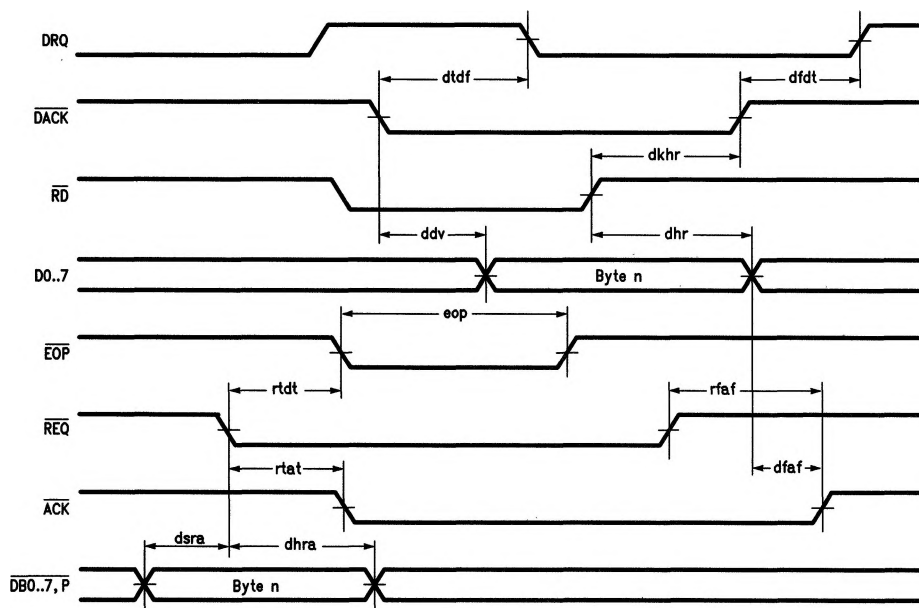 DRQ
dtdf
dfdt
DACK
dkhr
RD
ddv
dhr
D0..7
Byte n
eop
EOP
rtdt
rfaf
REQ
rtat
dfaf
ACK
dsra
dhra
DB0..7, P
Byte n